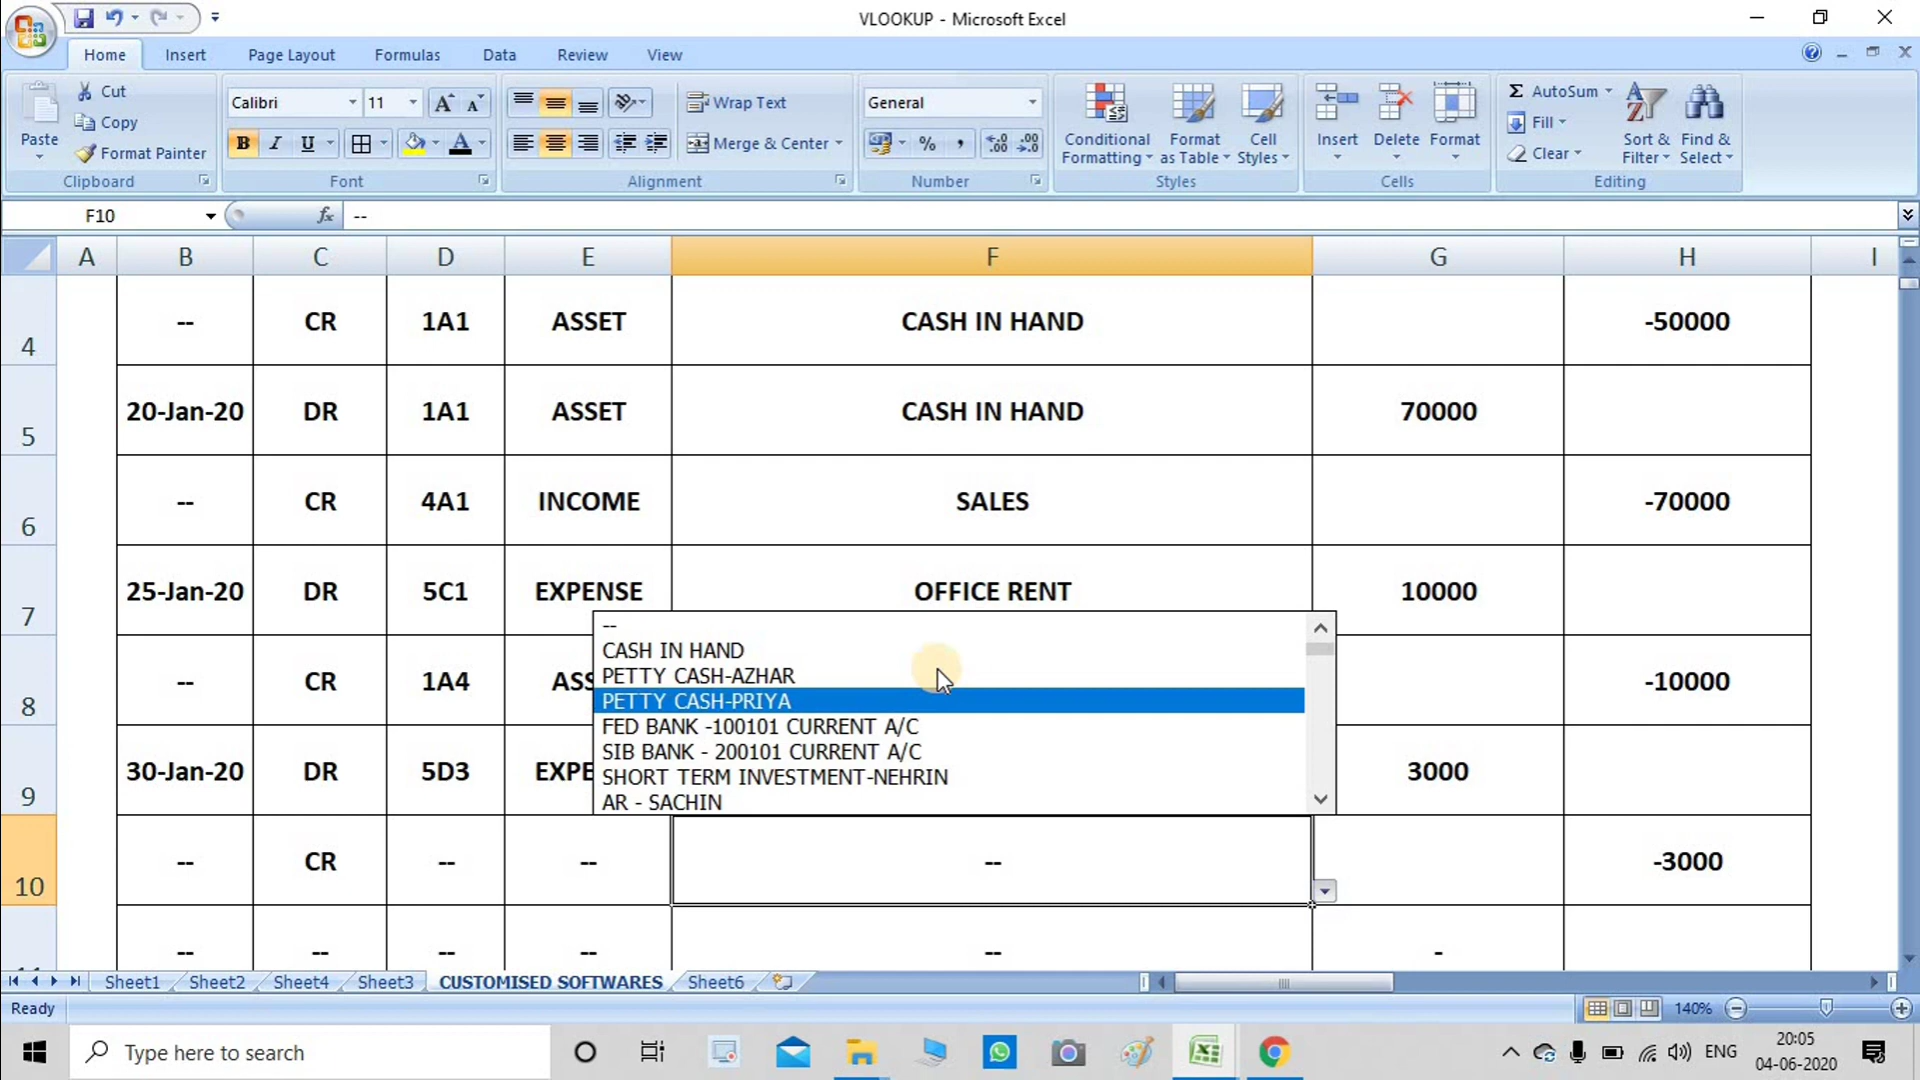 VLOOKUP - Microsoft Excel
Home Insert Page Layout Formulas Data Review View
Paste
Cut
Copy
Format Painter
Clipboard
Calibri 11
B I U
Font
Wrap Text
Merge & Center
Alignment
General
% ,
Number
Conditional Formatting
Format as Table
Cell Styles
Styles
Insert Delete Format
Cells
AutoSum
Fill
Clear
Sort & Filter
Find & Select
Editing
F10 fx --
A B C D E F G H I
4 -- CR 1A1 ASSET CASH IN HAND -50000
5 20-Jan-20 DR 1A1 ASSET CASH IN HAND 70000
6 -- CR 4A1 INCOME SALES -70000
7 25-Jan-20 DR 5C1 EXPENSE OFFICE RENT 10000
8 -- CR 1A4 ASS -10000
9 30-Jan-20 DR 5D3 EXPE 3000
--
CASH IN HAND
PETTY CASH-AZHAR
PETTY CASH-PRIYA
FED BANK -100101 CURRENT A/C
SIB BANK - 200101 CURRENT A/C
SHORT TERM INVESTMENT-NEHRIN
AR - SACHIN
10 -- CR -- -- -- -3000
11 -- -- -- -- -- -
Sheet1 Sheet2 Sheet4 Sheet3 CUSTOMISED SOFTWARES Sheet6
Ready 140%
Type here to search
ENG
20:05
04-06-2020